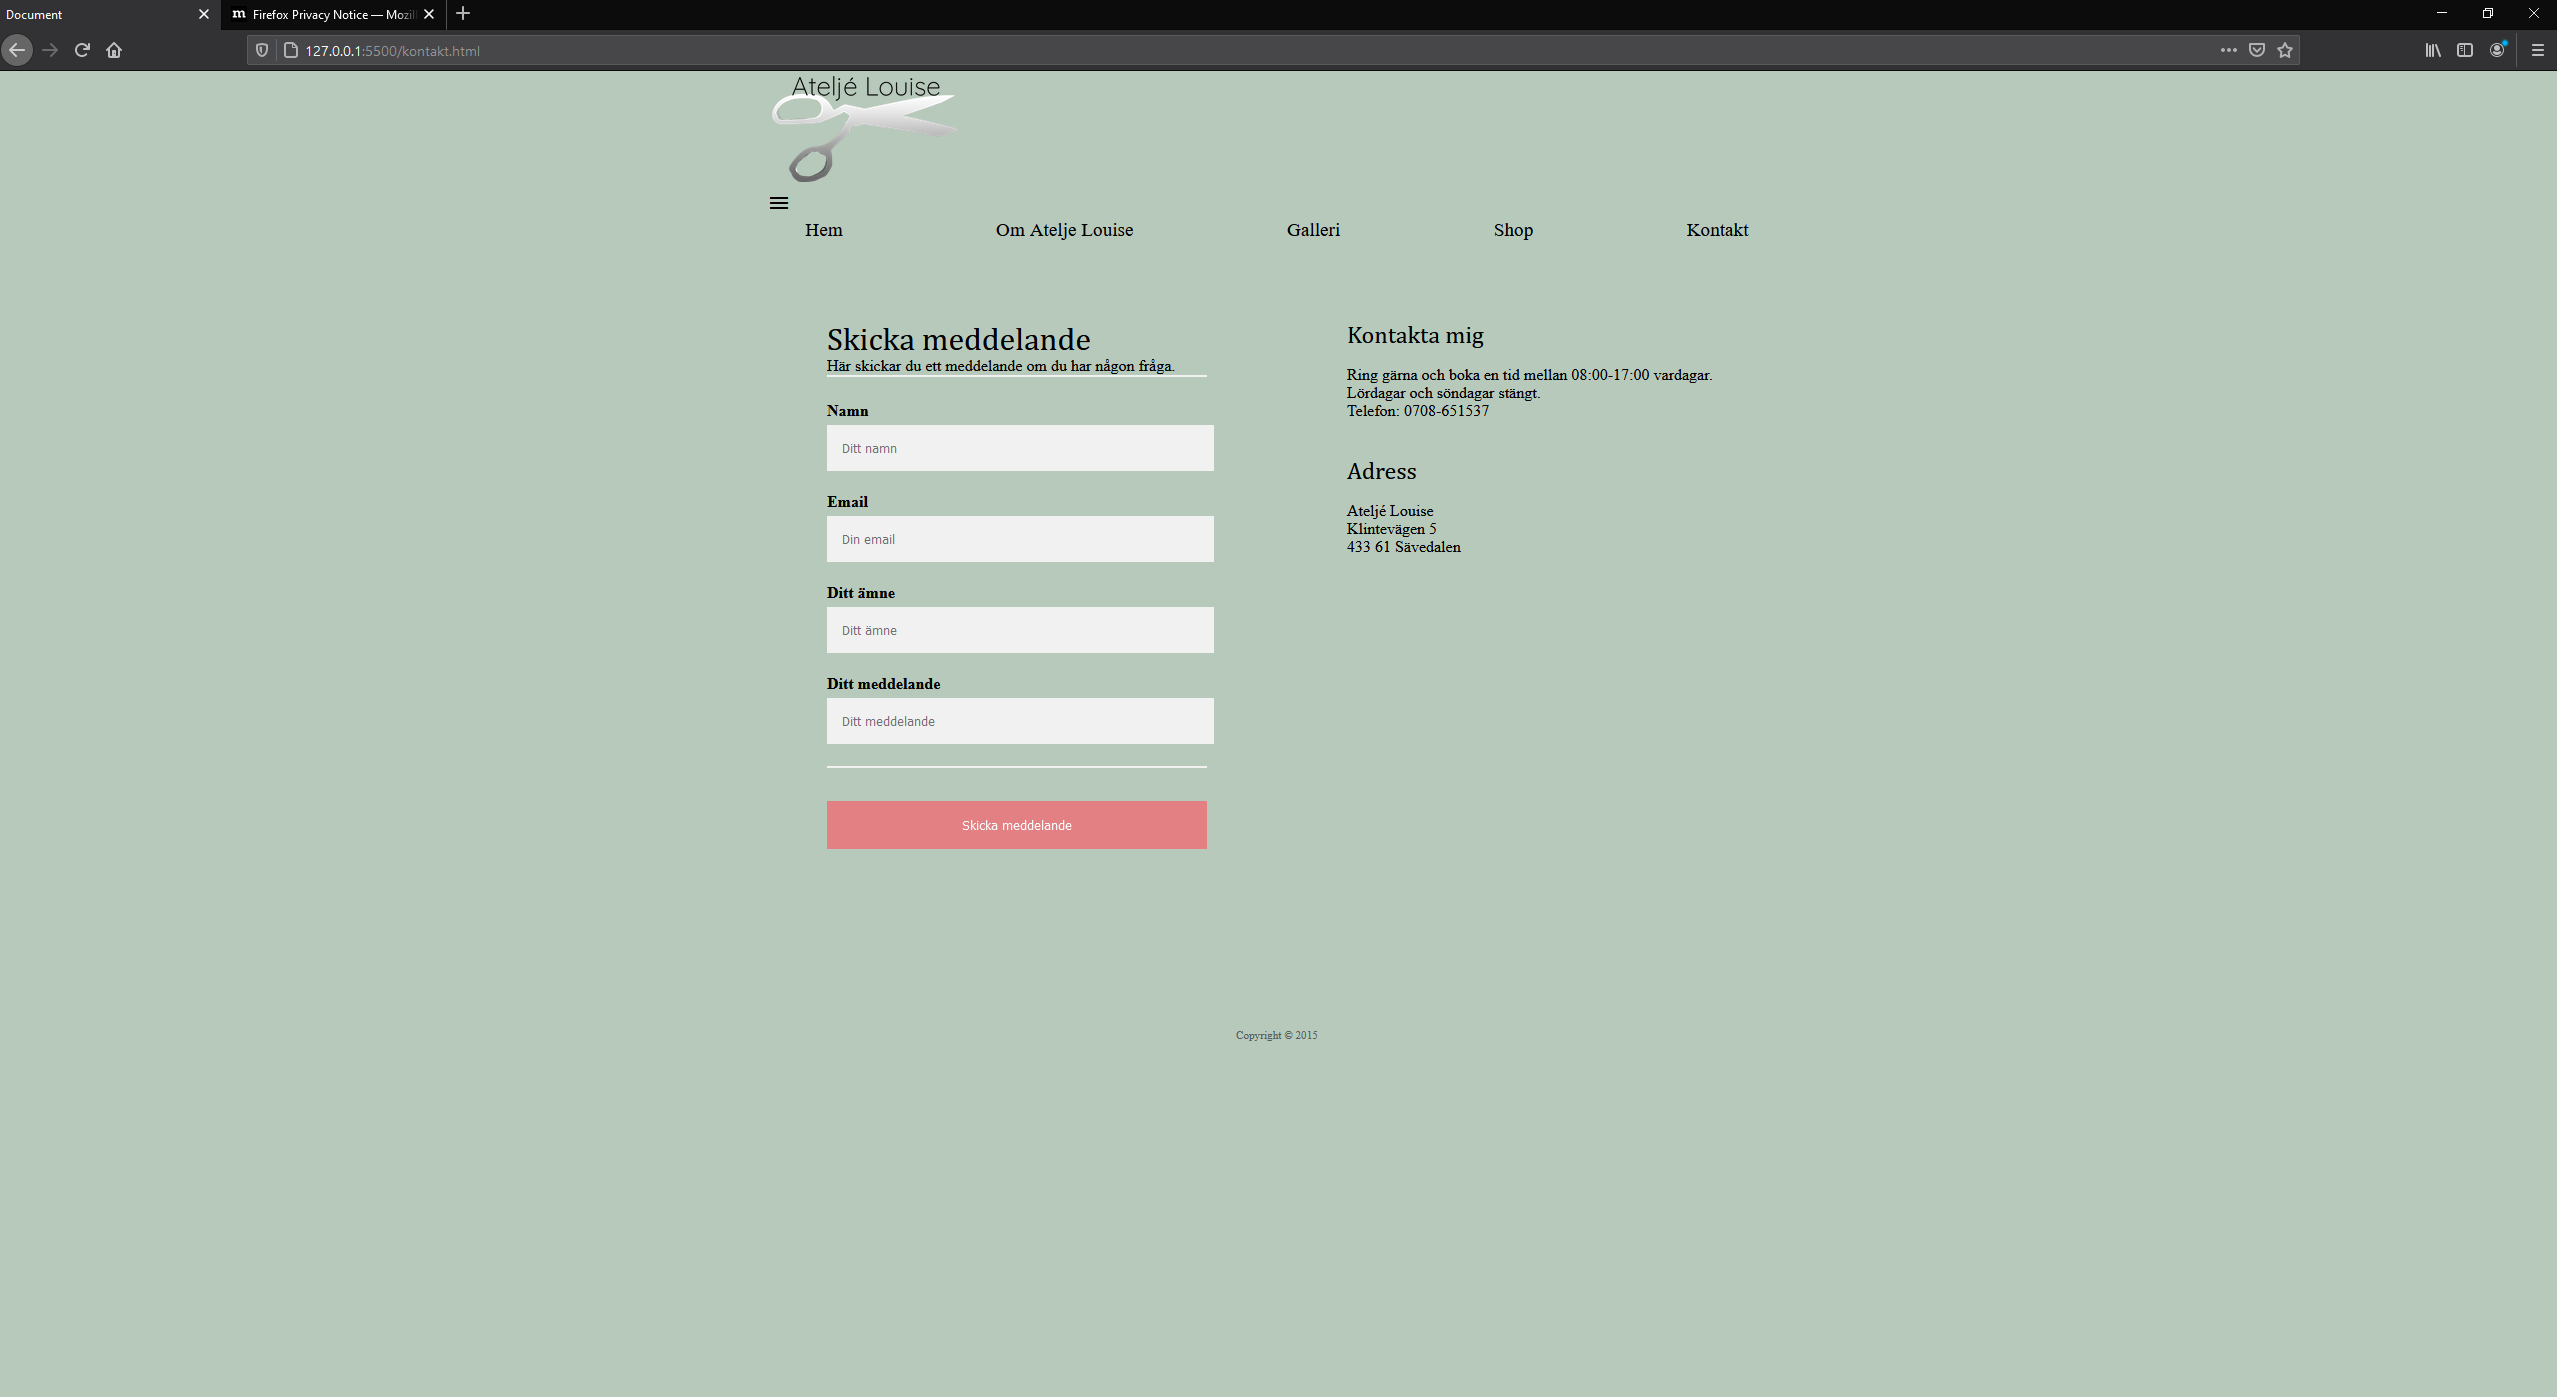 Document
m Firefox Privacy Notice — Mozill
127.0.0.1:5500/kontakt.html
Ateljé Louise
Hem Om Atelje Louise Galleri Shop Kontakt
Skicka meddelande
Här skickar du ett meddelande om du har någon fråga.
Namn
Ditt namn
Email
Din email
Ditt ämne
Ditt ämne
Ditt meddelande
Ditt meddelande
Skicka meddelande
Kontakta mig
Ring gärna och boka en tid mellan 08:00-17:00 vardagar.
Lördagar och söndagar stängt.
Telefon: 0708-651537
Adress
Ateljé Louise
Klintevägen 5
433 61 Sävedalen
Copyright © 2015